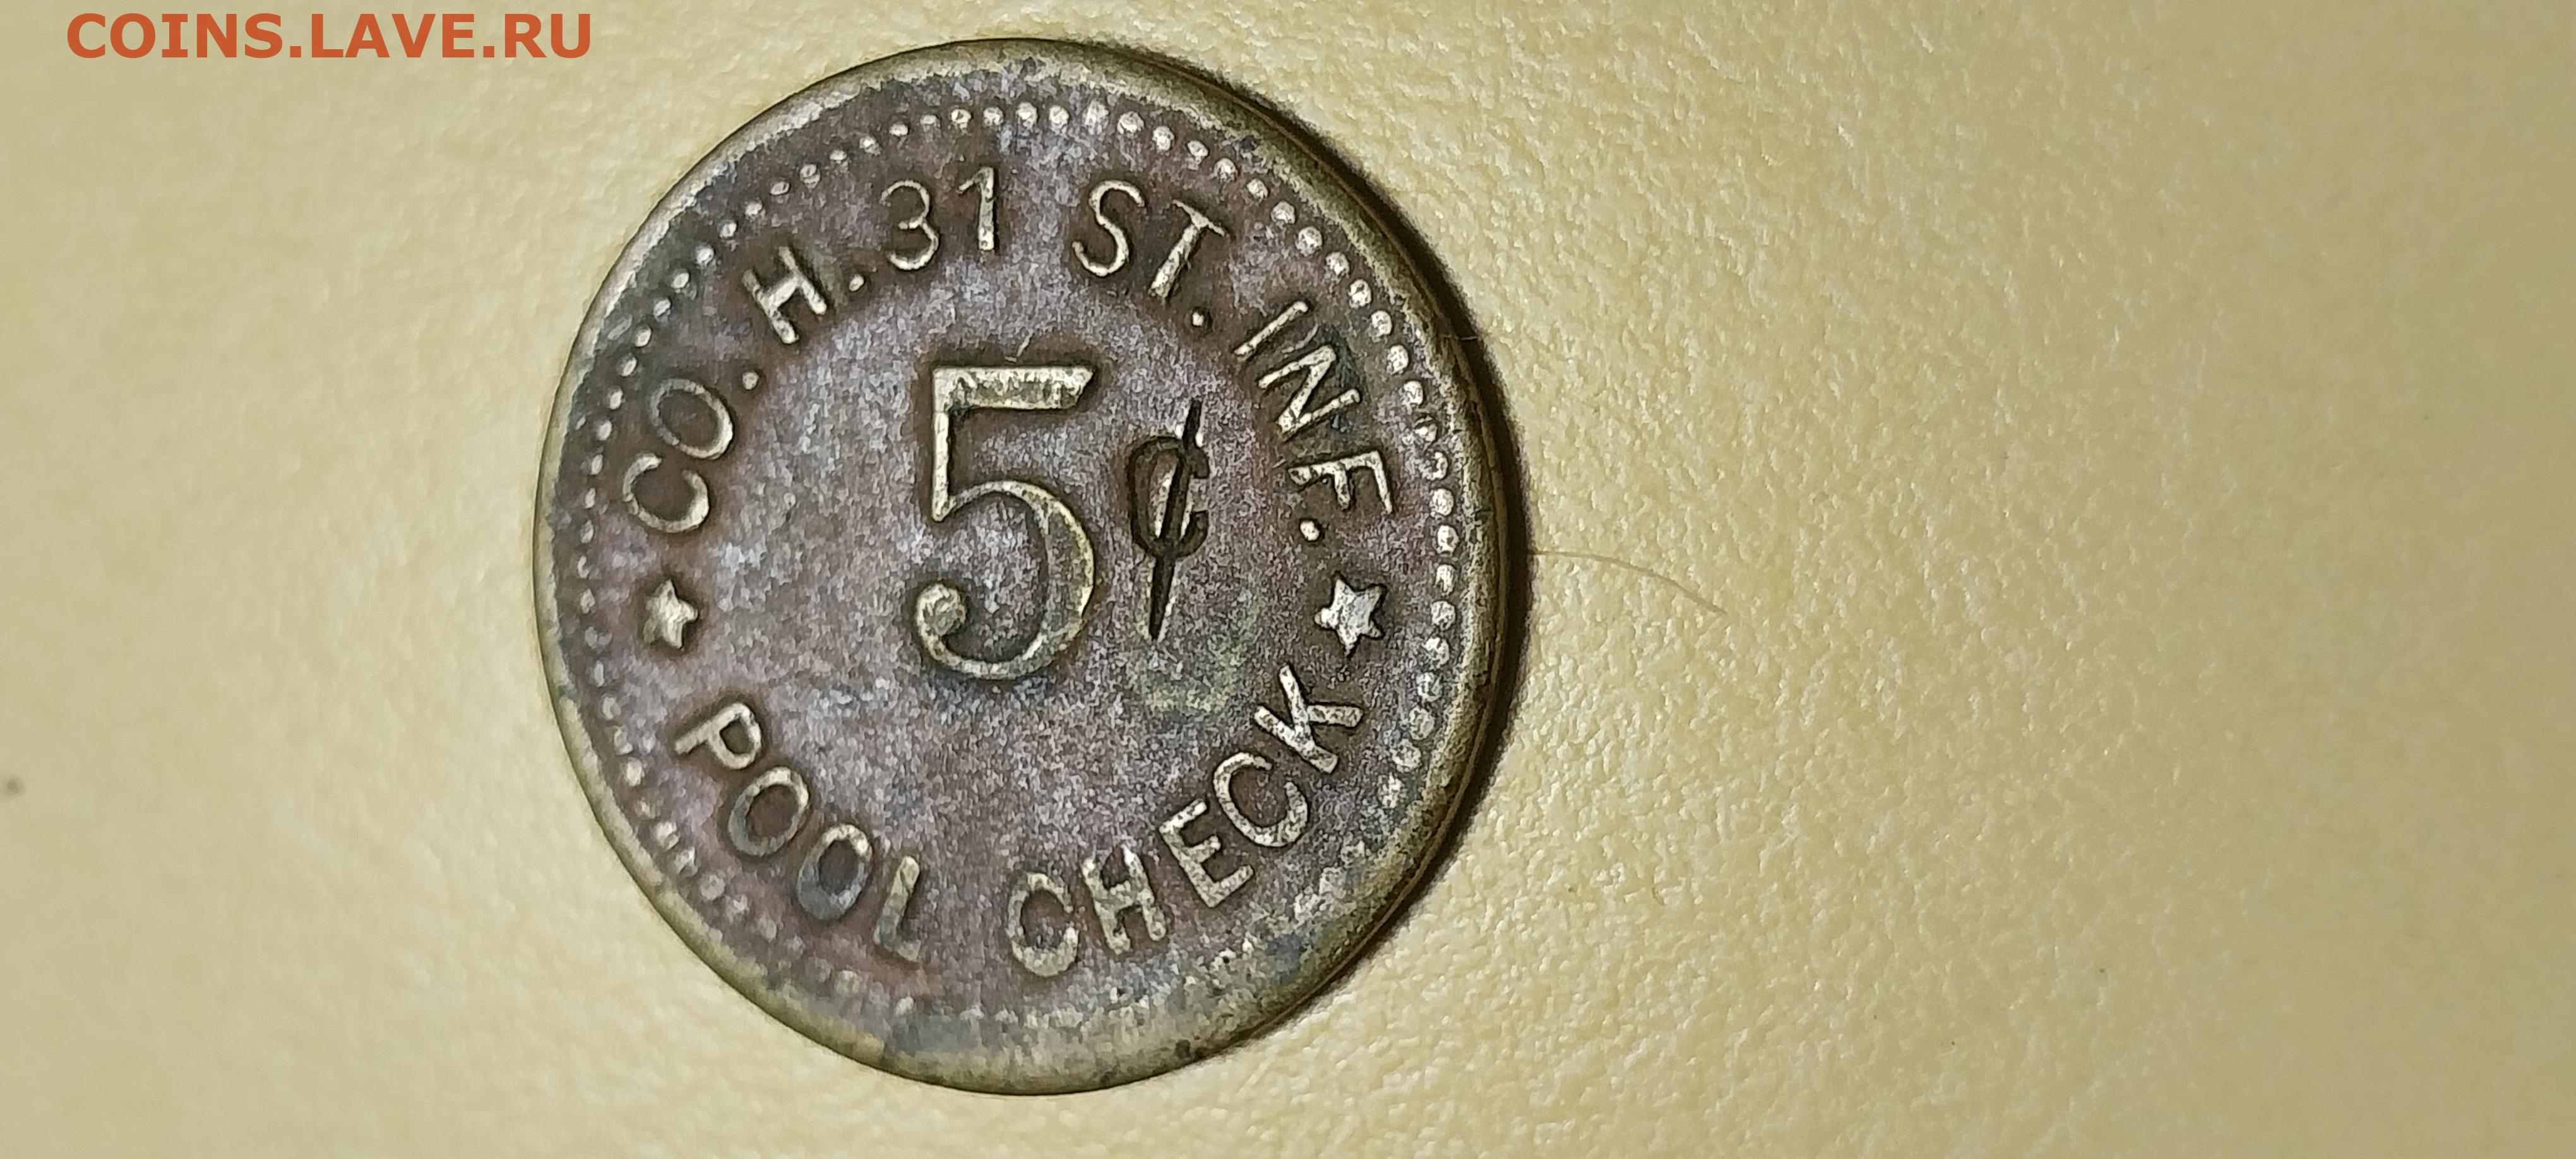 COINS.LAVE.RU
CO. H. 31 ST. INF.
5¢
POOL CHECK